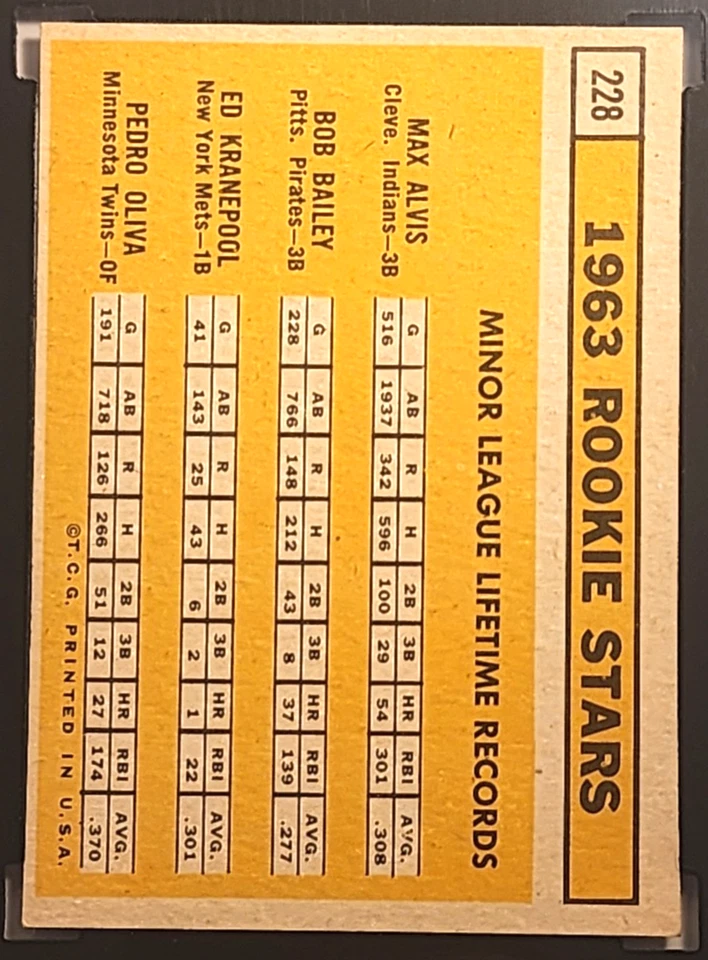 228
1963 ROOKIE STARS
MINOR LEAGUE LIFETIME RECORDS
MAX ALVIS
Cleve. Indians—3B
G AB R H 2B 3B HR RBI AVG.
516 1937 342 596 100 29 54 301 .308
BOB BAILEY
Pitts. Pirates—3B
G AB R H 2B 3B HR RBI AVG.
228 766 148 212 43 8 37 139 .277
ED KRANEPOOL
New York Mets—1B
G AB R H 2B 3B HR RBI AVG.
41 143 25 43 6 2 1 22 .301
PEDRO OLIVA
Minnesota Twins—OF
G AB R H 2B 3B HR RBI AVG.
191 718 126 266 51 12 27 174 .370
©T.C.G. PRINTED IN U.S.A.